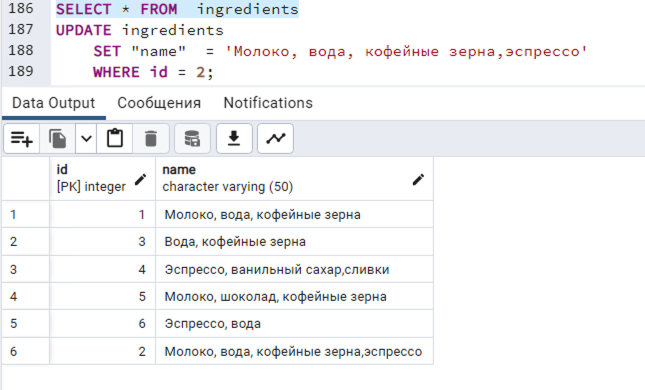 186 SELECT * FROM ingredients
187 UPDATE ingredients
188 SET "name" = 'Молоко, вода, кофейные зерна,эспрессо'
189 WHERE id = 2;
Data Output Сообщения Notifications
id name
[PK] integer character varying (50)
1 1 Молоко, вода, кофейные зерна
2 3 Вода, кофейные зерна
3 4 Эспрессо, ванильный сахар,сливки
4 5 Молоко, шоколад, кофейные зерна
5 6 Эспрессо, вода
6 2 Молоко, вода, кофейные зерна,эспрессо